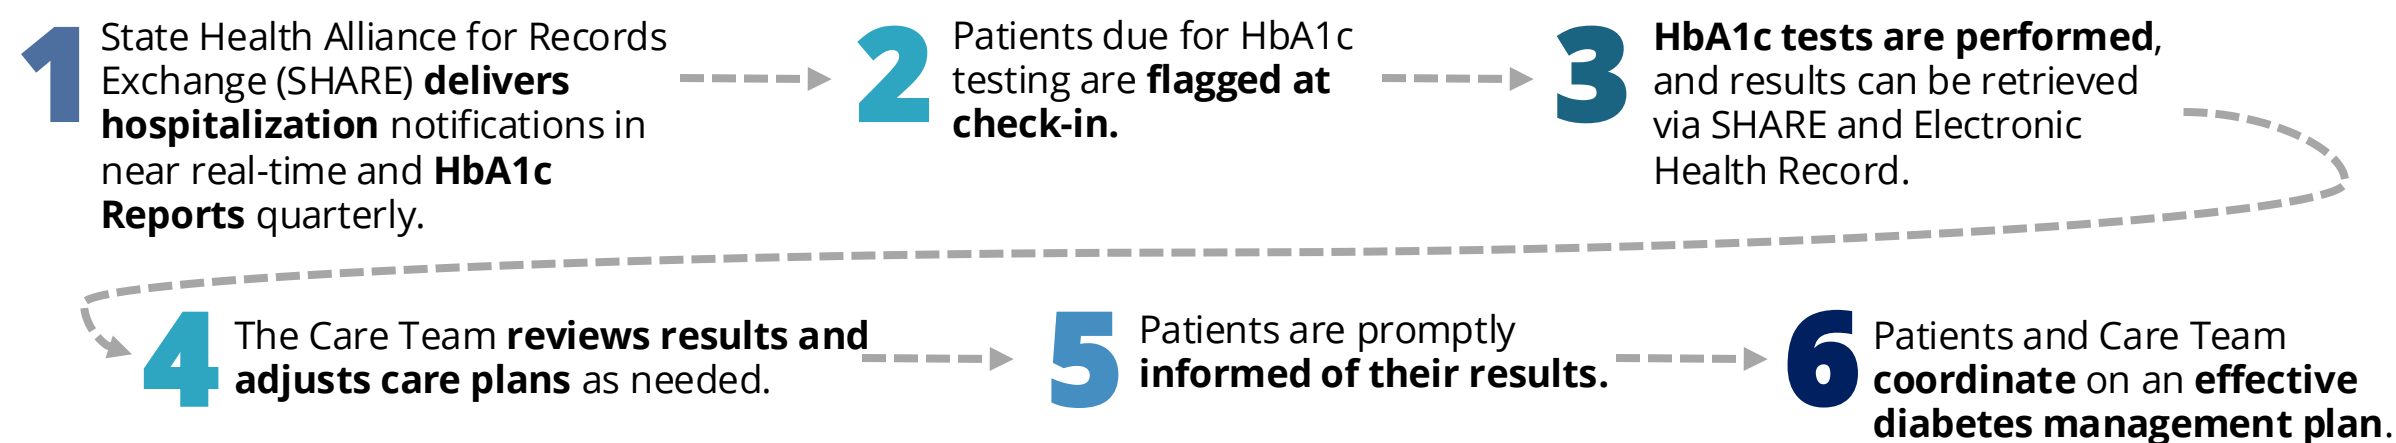 1
State Health Alliance for Records
Exchange (SHARE) delivers
hospitalization notifications in
near real-time and HbA1c
Reports quarterly.
2
Patients due for HbA1c
testing are flagged at
check-in.
3
HbA1c tests are performed,
and results can be retrieved
via SHARE and Electronic
Health Record.
4
The Care Team reviews results and
adjusts care plans as needed.
5
Patients are promptly
informed of their results.
6
Patients and Care Team
coordinate on an effective
diabetes management plan.